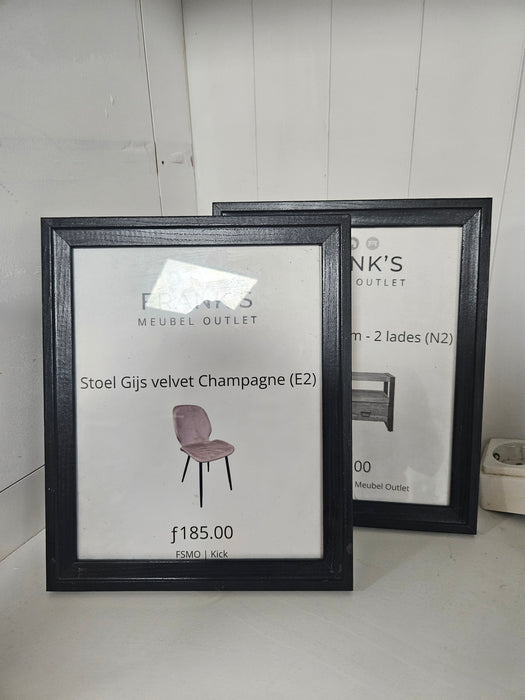 FRANK'S
MEUBEL OUTLET
Stoel Gijs velvet Champagne (E2)
ƒ185.00
FSMO | Kick
NK'S
OUTLET
m - 2 lades (N2)
00
Meubel Outlet